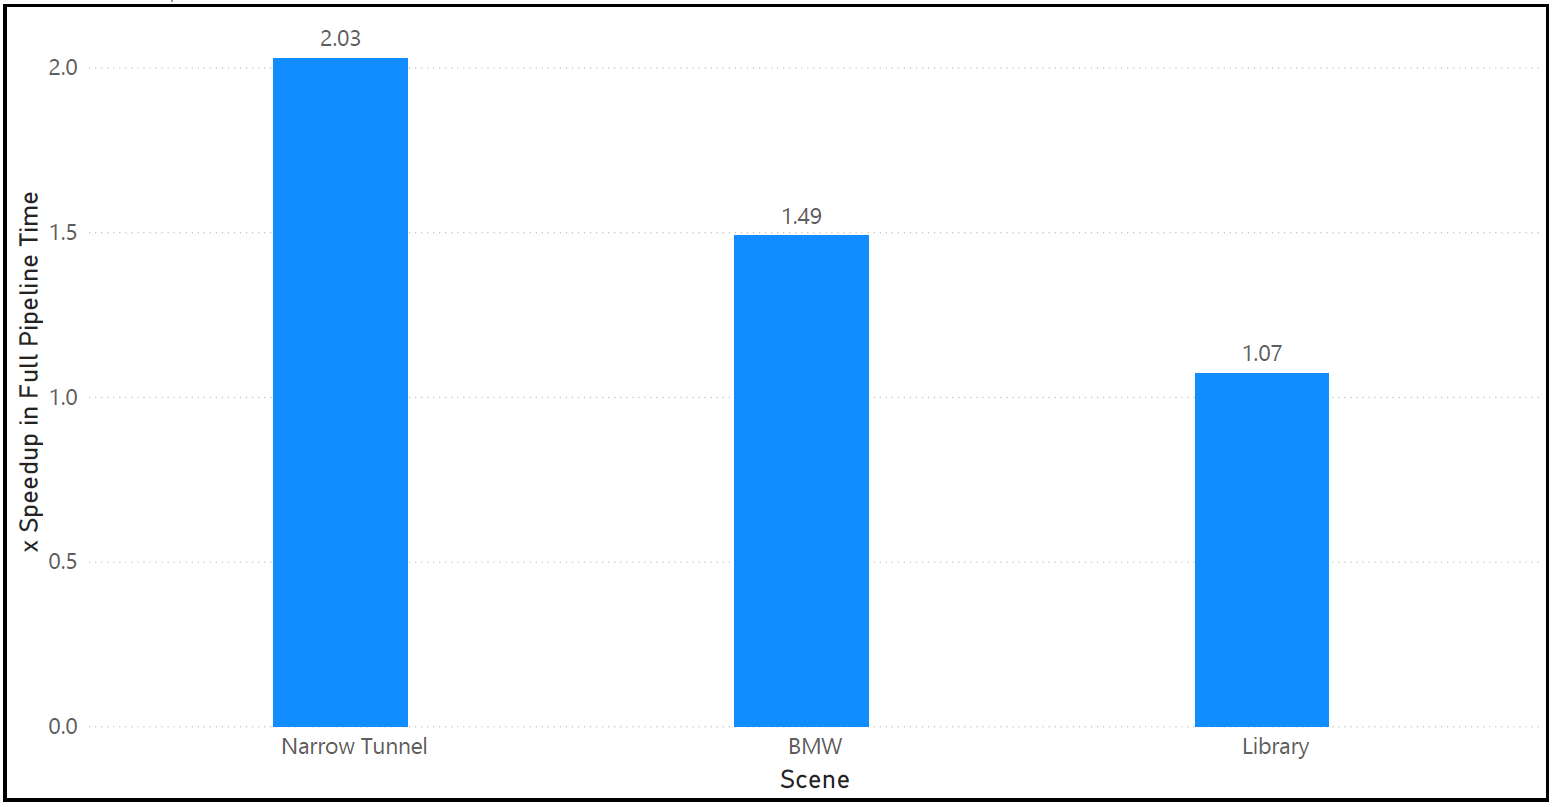 2.03
2.0
1.49
1.5
1.07
1.0
0.5
0.0
x Speedup in Full Pipeline Time
Narrow Tunnel
BMW
Library
Scene